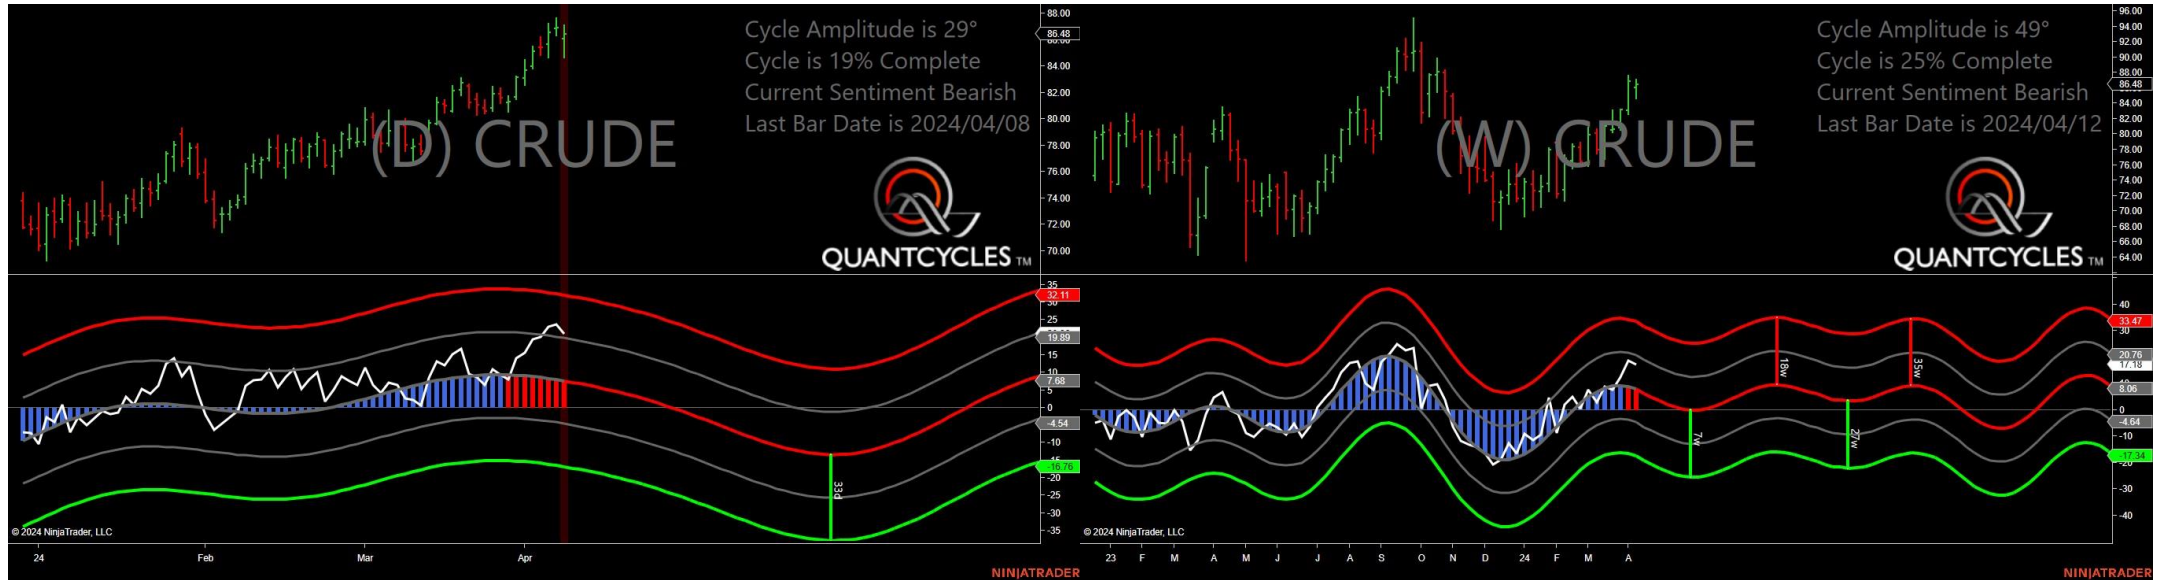 Cycle Amplitude is 29°
Cycle is 19% Complete
Current Sentiment Bearish
Last Bar Date is 2024/04/08
(D) CRUDE
QUANTCYCLES TM
88.00
86.48
84.00
82.00
80.00
78.00
76.00
74.00
72.00
70.00
35
32.11
30
25
19.89
15
10
7.68
5
0
-4.54
-10
-15
-16.76
-20
-25
-30
-35
33d
© 2024 NinjaTrader, LLC
24 Feb Mar Apr
NINJATRADER
Cycle Amplitude is 49°
Cycle is 25% Complete
Current Sentiment Bearish
Last Bar Date is 2024/04/12
(W) CRUDE
QUANTCYCLES TM
96.00
94.00
92.00
90.00
88.00
86.48
84.00
82.00
80.00
78.00
76.00
74.00
72.00
70.00
68.00
66.00
64.00
40
33.47
30
20.76
17.18
8.06
0
-4.64
-10
-17.34
-20
-30
-40
7w
18w
27w
35w
© 2024 NinjaTrader, LLC
23 F M A M J J A S O N D 24 F M A
NINJATRADER